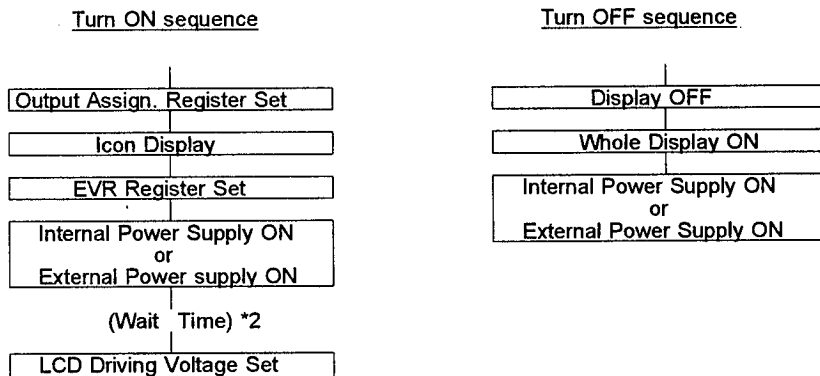 Turn ON sequence
Output Assign. Register Set
Icon Display
EVR Register Set
Internal Power Supply ON
or
External Power supply ON
(Wait Time) *2
LCD Driving Voltage Set
Turn OFF sequence
Display OFF
Whole Display ON
Internal Power Supply ON
or
External Power Supply ON